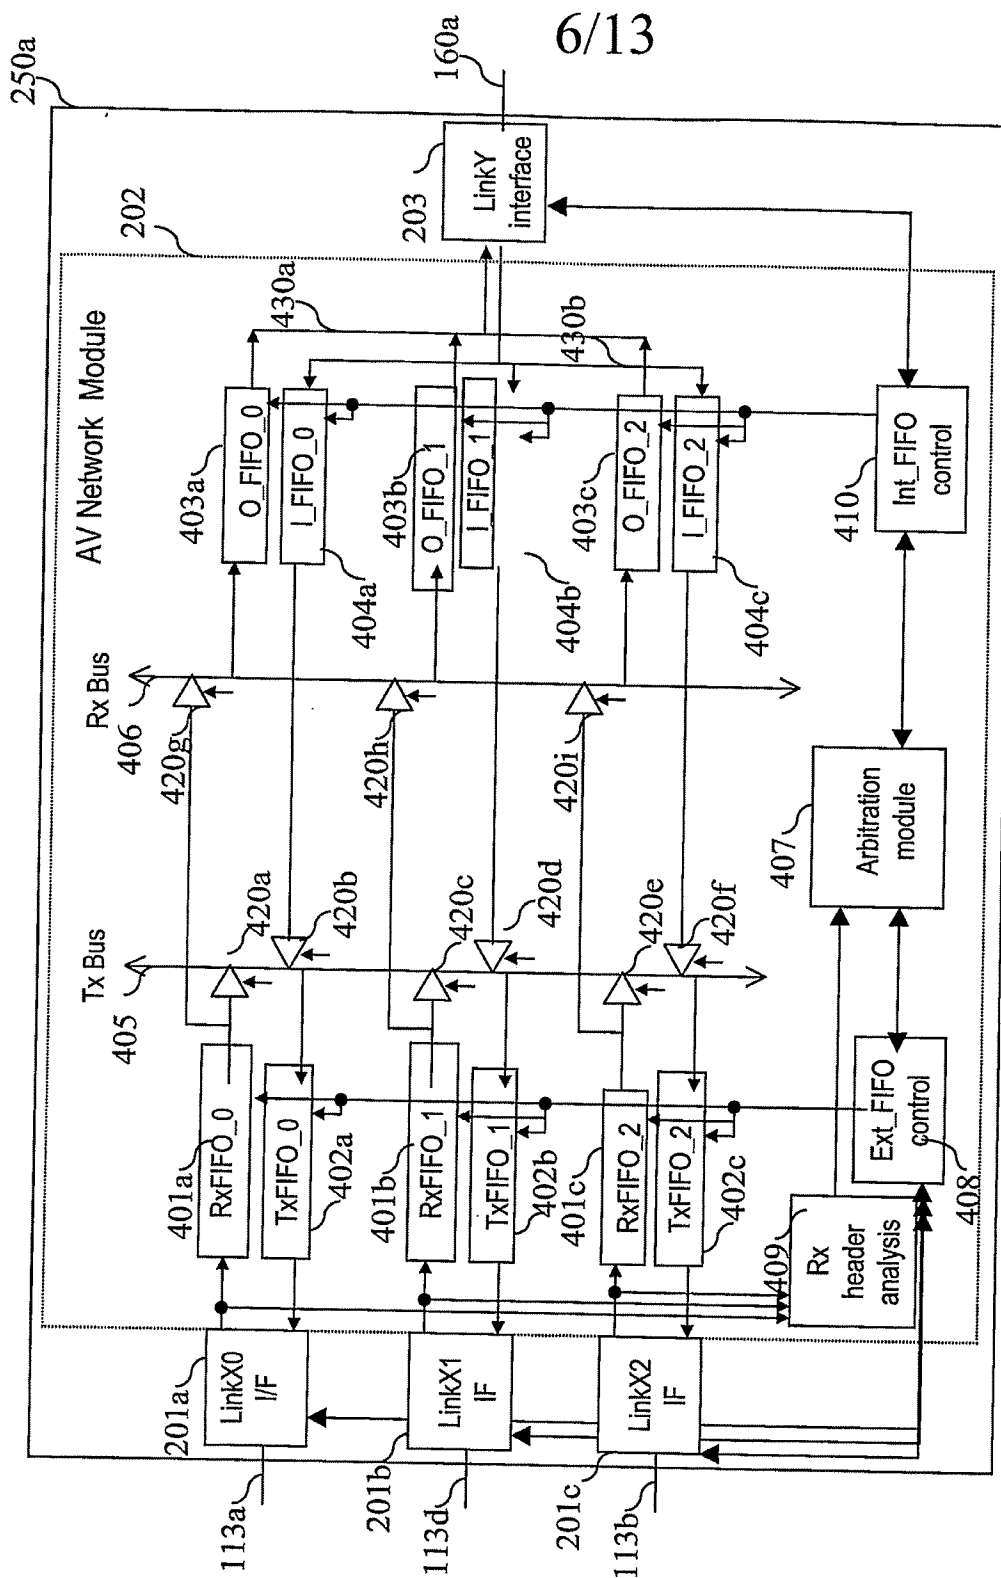 6/13
250a
160a
202
203
LinkY
interface
AV Network Module
430a
430b
403a
O_FIFO_0
I_FIFO_0
404a
403b
O_FIFO_1
I_FIFO_1
404b
403c
O_FIFO_2
I_FIFO_2
404c
410
Int_FIFO
control
Rx Bus
406
420g
420h
420i
407
Arbitration
module
Tx Bus
405
420a
420b
420c
420d
420e
420f
401a
RxFIFO_0
TxFIFO_0
402a
401b
RxFIFO_1
TxFIFO_1
402b
401c
RxFIFO_2
TxFIFO_2
402c
Ext_FIFO
control
408
409
Rx
header
analysis
201a
LinkX0
I/F
201b
LinkX1
IF
201c
LinkX2
IF
113a
113d
113b